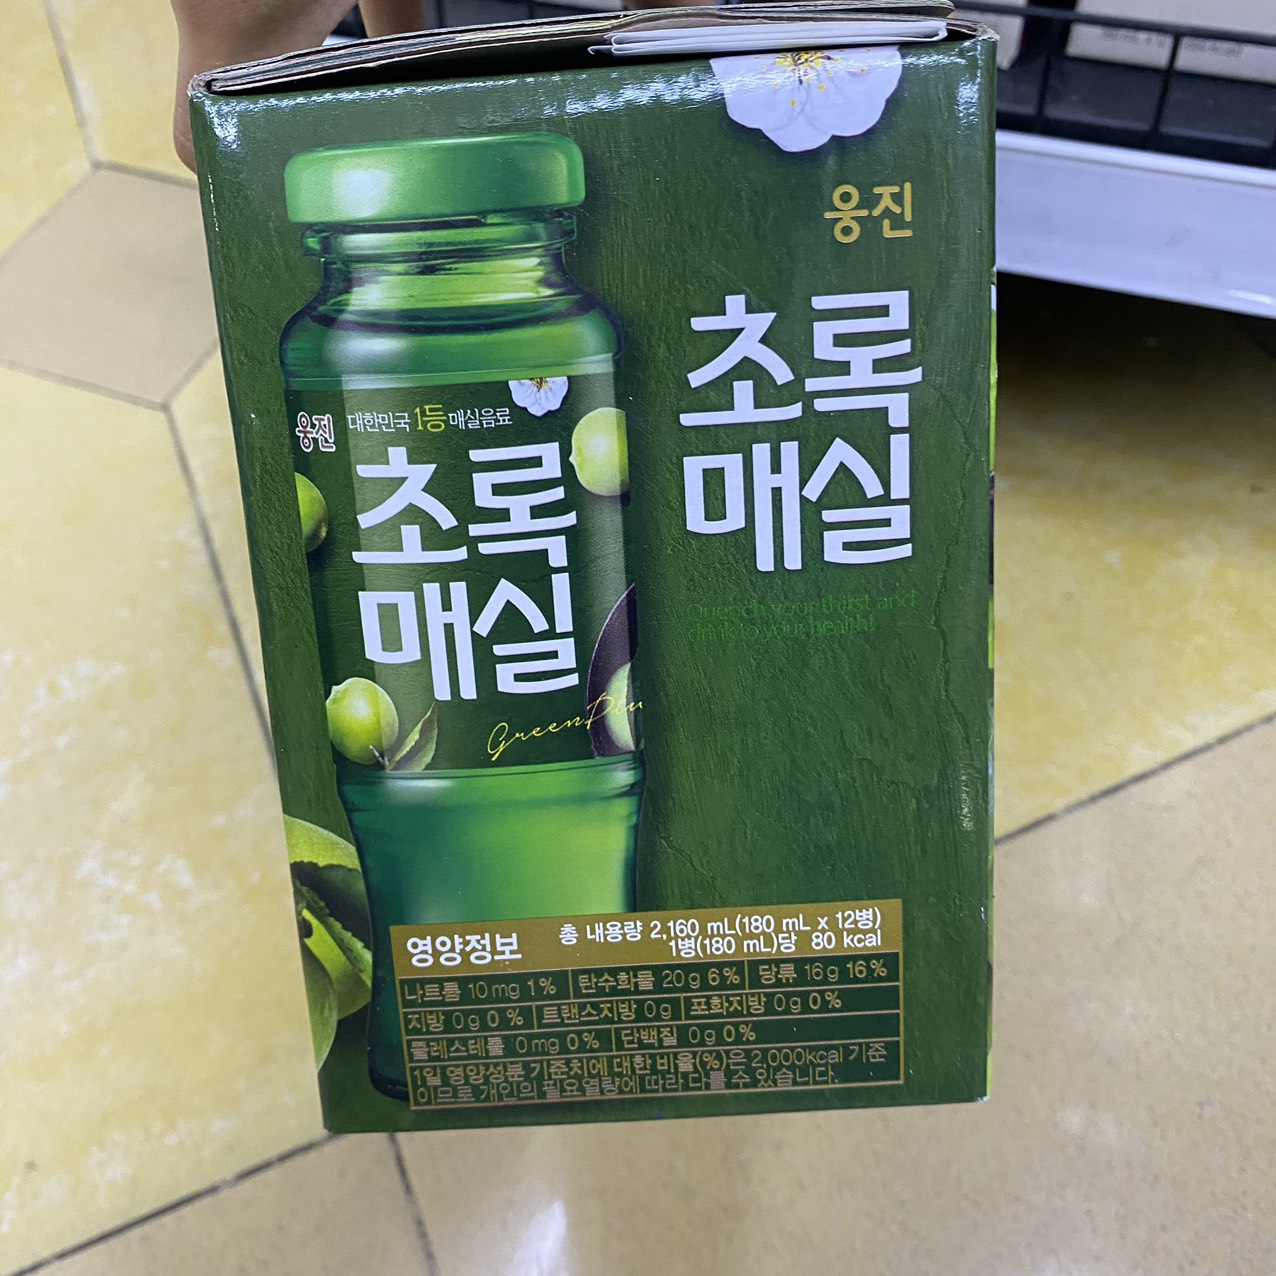 웅진
초록
매실
Quench your thirst and
drink to your health!
웅진 대한민국 1등 매실음료
초록
매실
Green Plu
영양정보
총 내용량 2,160 mL(180 mL x 12병)
1병(180 mL)당 80 kcal
나트륨 10 mg 1% 탄수화물 20 g 6% 당류 16 g 16%
지방 0 g 0% 트랜스지방 0 g 포화지방 0 g 0%
콜레스테롤 0 mg 0% 단백질 0 g 0%
1일 영양성분 기준치에 대한 비율(%)은 2,000kcal 기준
이므로 개인의 필요열량에 따라 다를 수 있습니다.